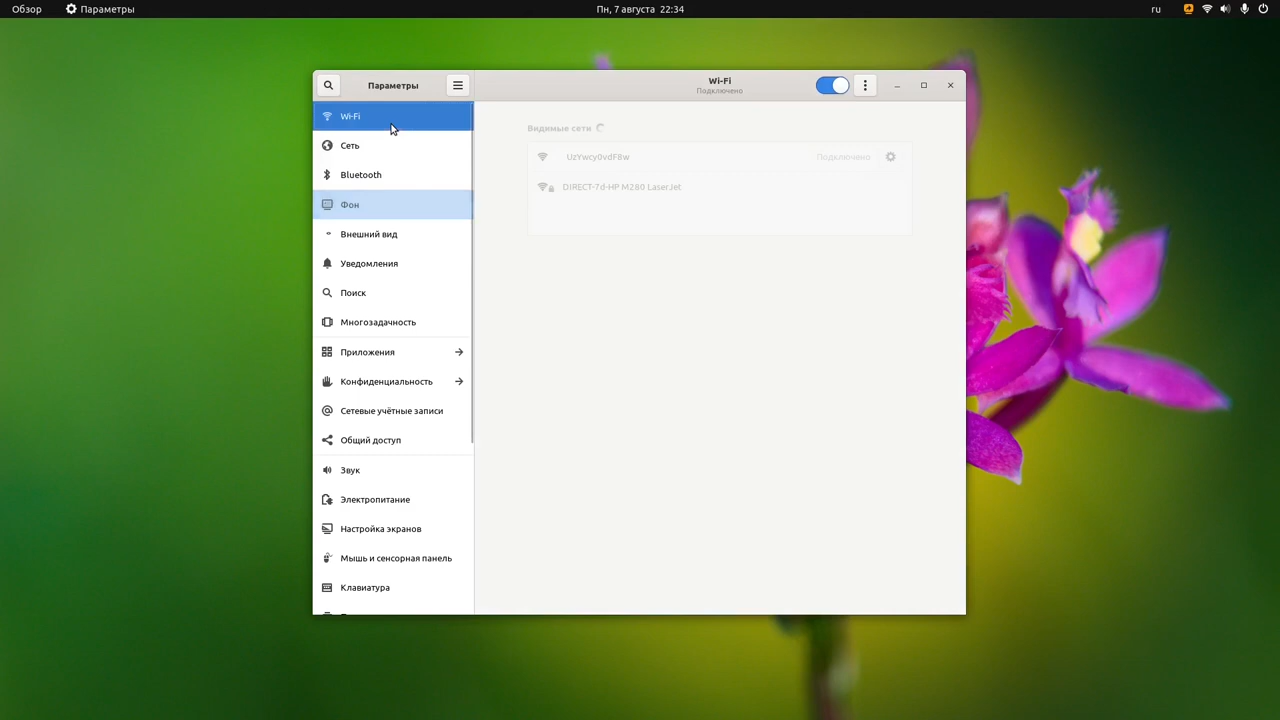 Обзор Параметры Пн, 7 августа 22:34 ru
Параметры
Wi-Fi
Подключено
Wi-Fi
Сеть
Bluetooth
Фон
Внешний вид
Уведомления
Поиск
Многозадачность
Приложения
Конфиденциальность
Сетевые учётные записи
Общий доступ
Звук
Электропитание
Настройка экранов
Мышь и сенсорная панель
Клавиатура
Видимые сети
UzYwcy0vdF8w Подключено
DIRECT-7d-HP M280 LaserJet